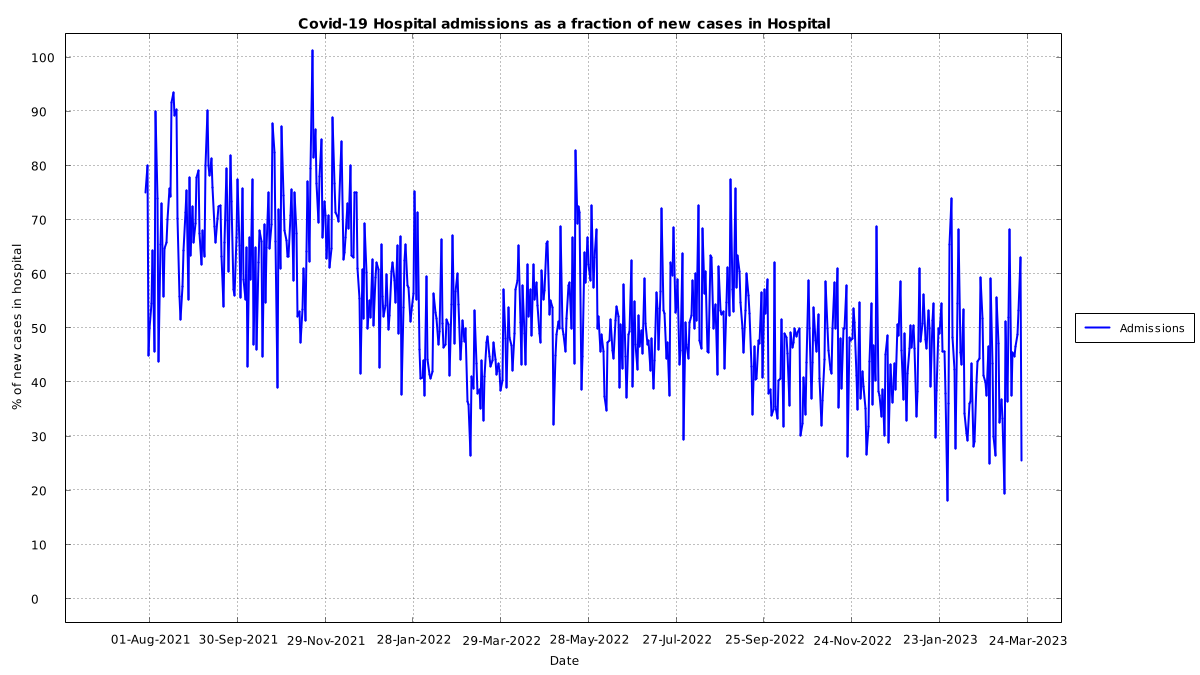 Covid-19 Hospital admissions as a fraction of new cases in Hospital
100
90
80
70
60
50
40
30
20
10
0
% of new cases in hospital
01-Aug-2021 30-Sep-2021 29-Nov-2021 28-Jan-2022 29-Mar-2022 28-May-2022 27-Jul-2022 25-Sep-2022 24-Nov-2022 23-Jan-2023 24-Mar-2023
Date
Admissions